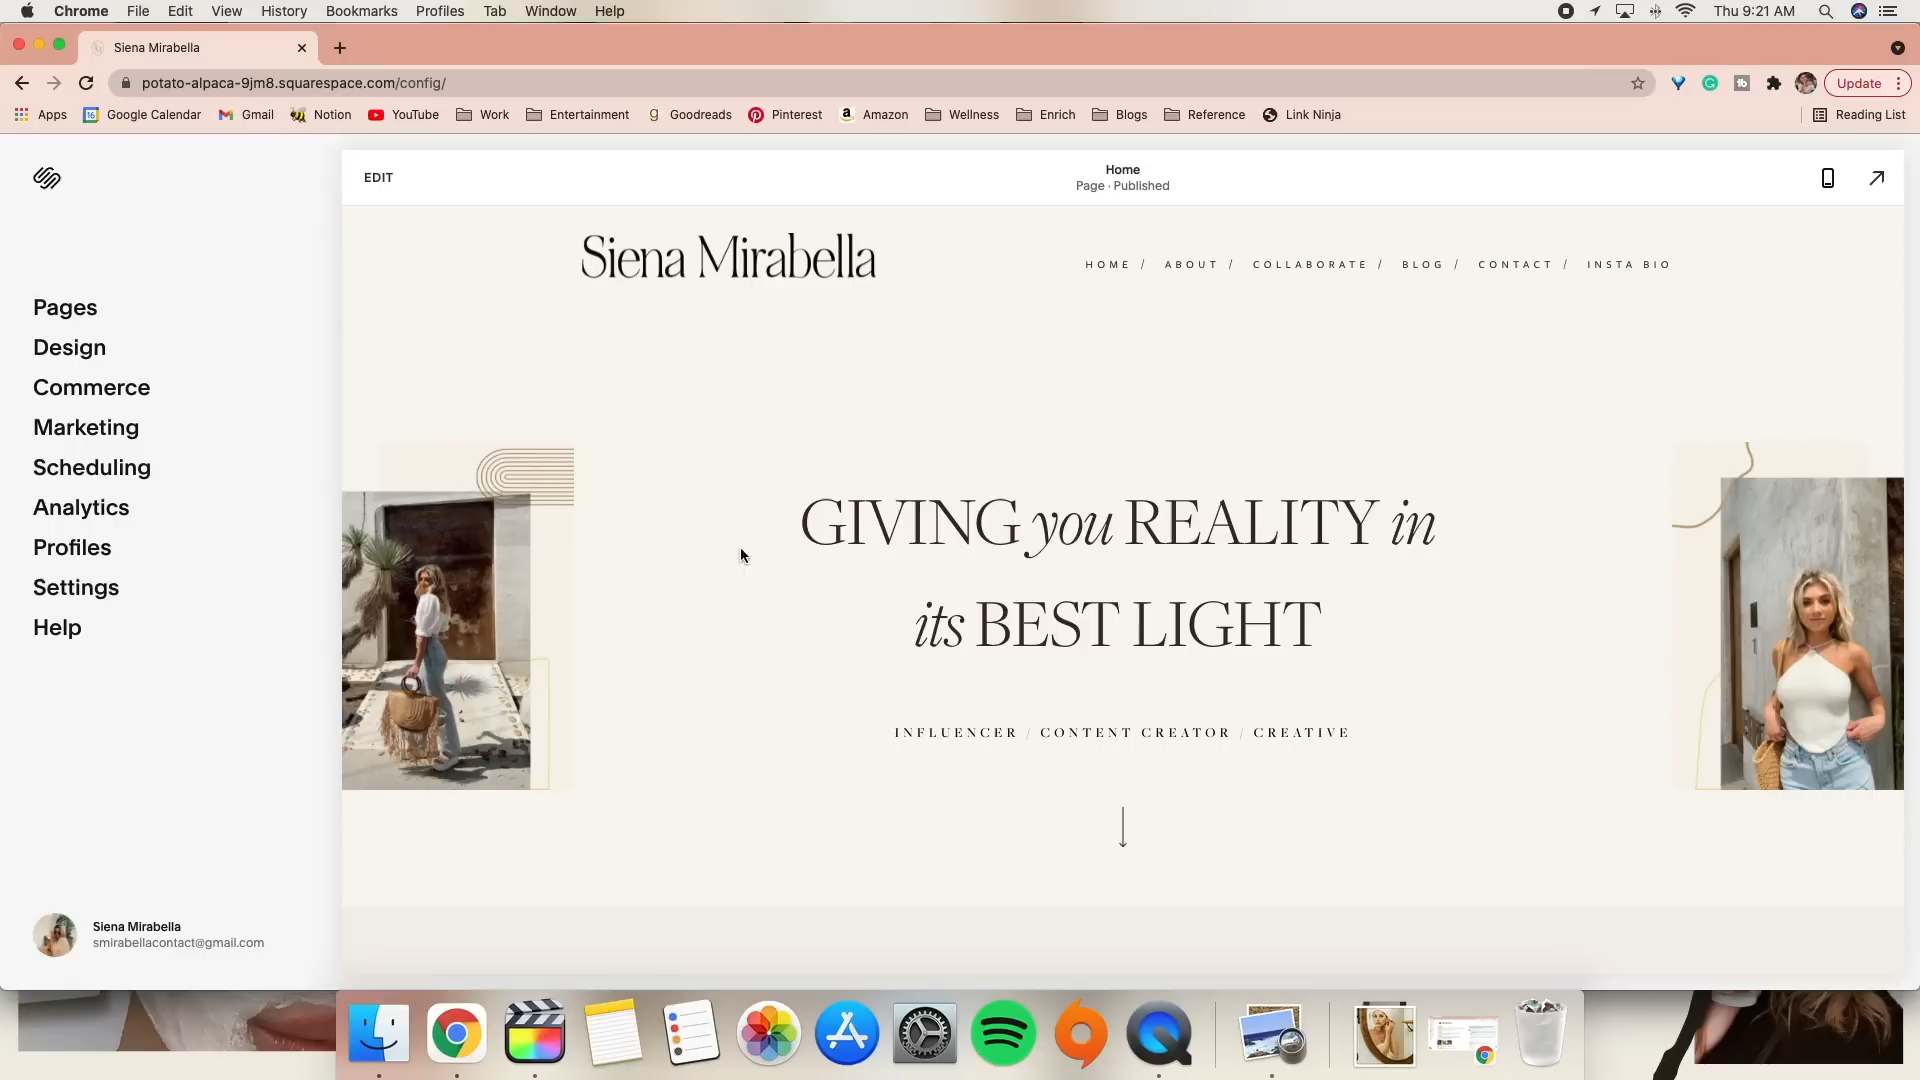 Chrome File Edit View History Bookmarks Profiles Tab Window Help Thu 9:21 AM
Siena Mirabella
potato-alpaca-9jm8.squarespace.com/config/
Update
Apps Google Calendar Gmail Notion YouTube Work Entertainment Goodreads Pinterest Amazon Wellness Enrich Blogs Reference Link Ninja Reading List
EDIT
Home
Page · Published
Siena Mirabella
HOME / ABOUT / COLLABORATE / BLOG / CONTACT / INSTA BIO
Pages
Design
Commerce
Marketing
Scheduling
Analytics
Profiles
Settings
Help
GIVING you REALITY in
its BEST LIGHT
INFLUENCER / CONTENT CREATOR / CREATIVE
Siena Mirabella
smirabellacontact@gmail.com